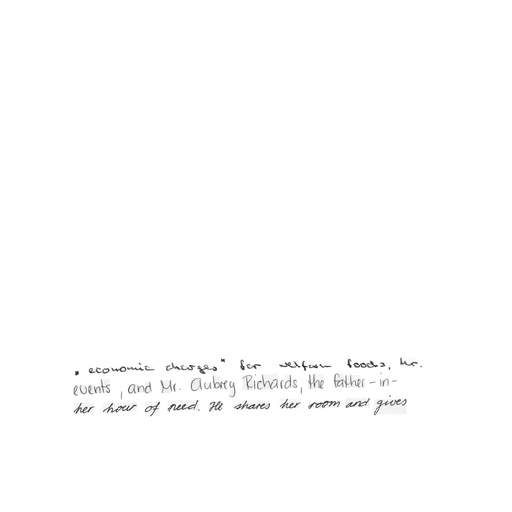 "economic charges" for welfare foods, Mr.
events, and Mr. Aubrey Richards, the father-in-
her hour of need. He shares her room and gives